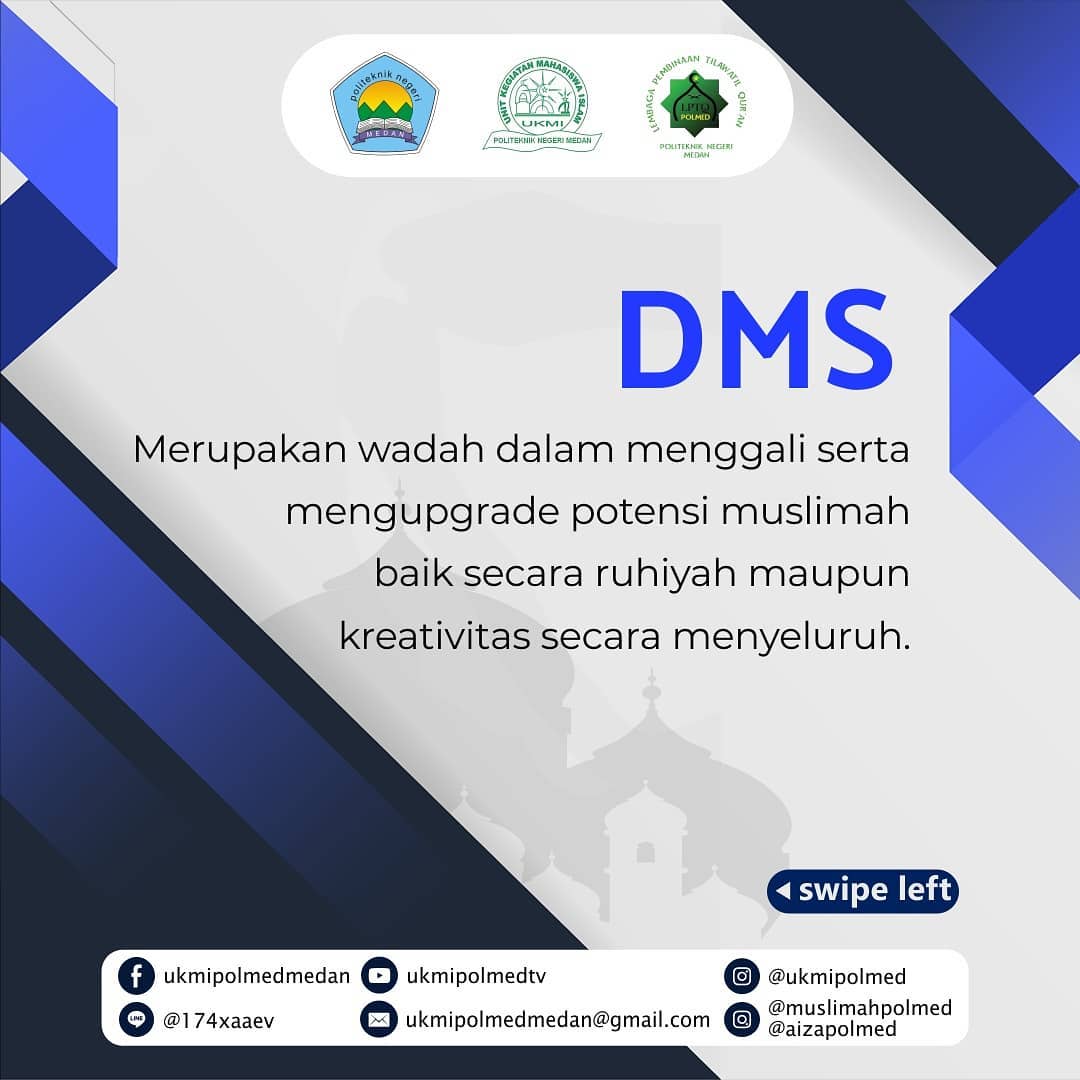 politeknik negeri
MEDAN
UNIT KEGIATAN MAHASISWA ISLAM
UKMI
POLITEKNIK NEGERI MEDAN
LEMBAGA PEMBINAAN TILAWATIL QUR'AN
LPTQ
POLMED
POLITEKNIK NEGERI
MEDAN
DMS
Merupakan wadah dalam menggali serta
mengupgrade potensi muslimah
baik secara ruhiyah maupun
kreativitas secara menyeluruh.
swipe left
ukmipolmedmedan
ukmipolmedtv
@ukmipolmed
LINE
@174xaaev
ukmipolmedmedan@gmail.com
@muslimahpolmed
@aizapolmed